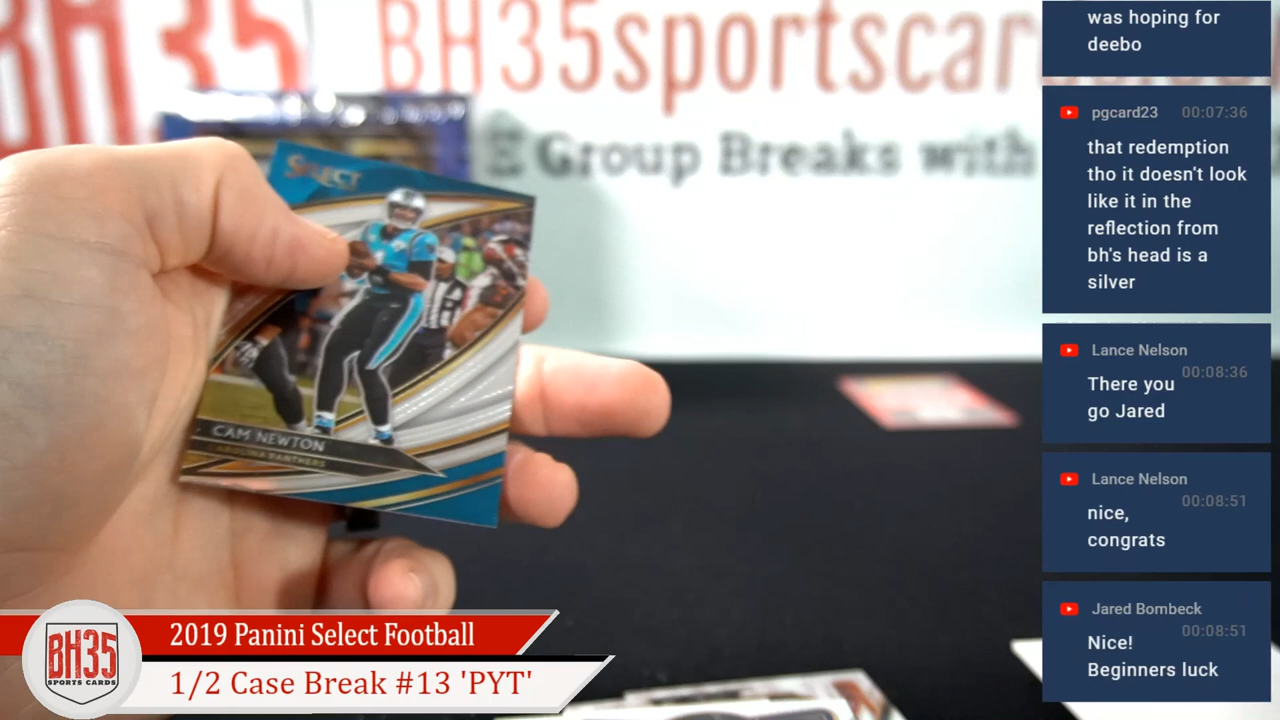 BH35
BH35sportscar
Group Breaks with
SELECT
CAM NEWTON
CAROLINA PANTHERS
was hoping for
deebo
pgcard23 00:07:36
that redemption
tho it doesn't look
like it in the
reflection from
bh's head is a
silver
Lance Nelson
00:08:36
There you
go Jared
Lance Nelson
00:08:51
nice,
congrats
Jared Bombeck
00:08:51
Nice!
Beginners luck
BH35
SPORTS CARDS
2019 Panini Select Football
1/2 Case Break #13 'PYT'